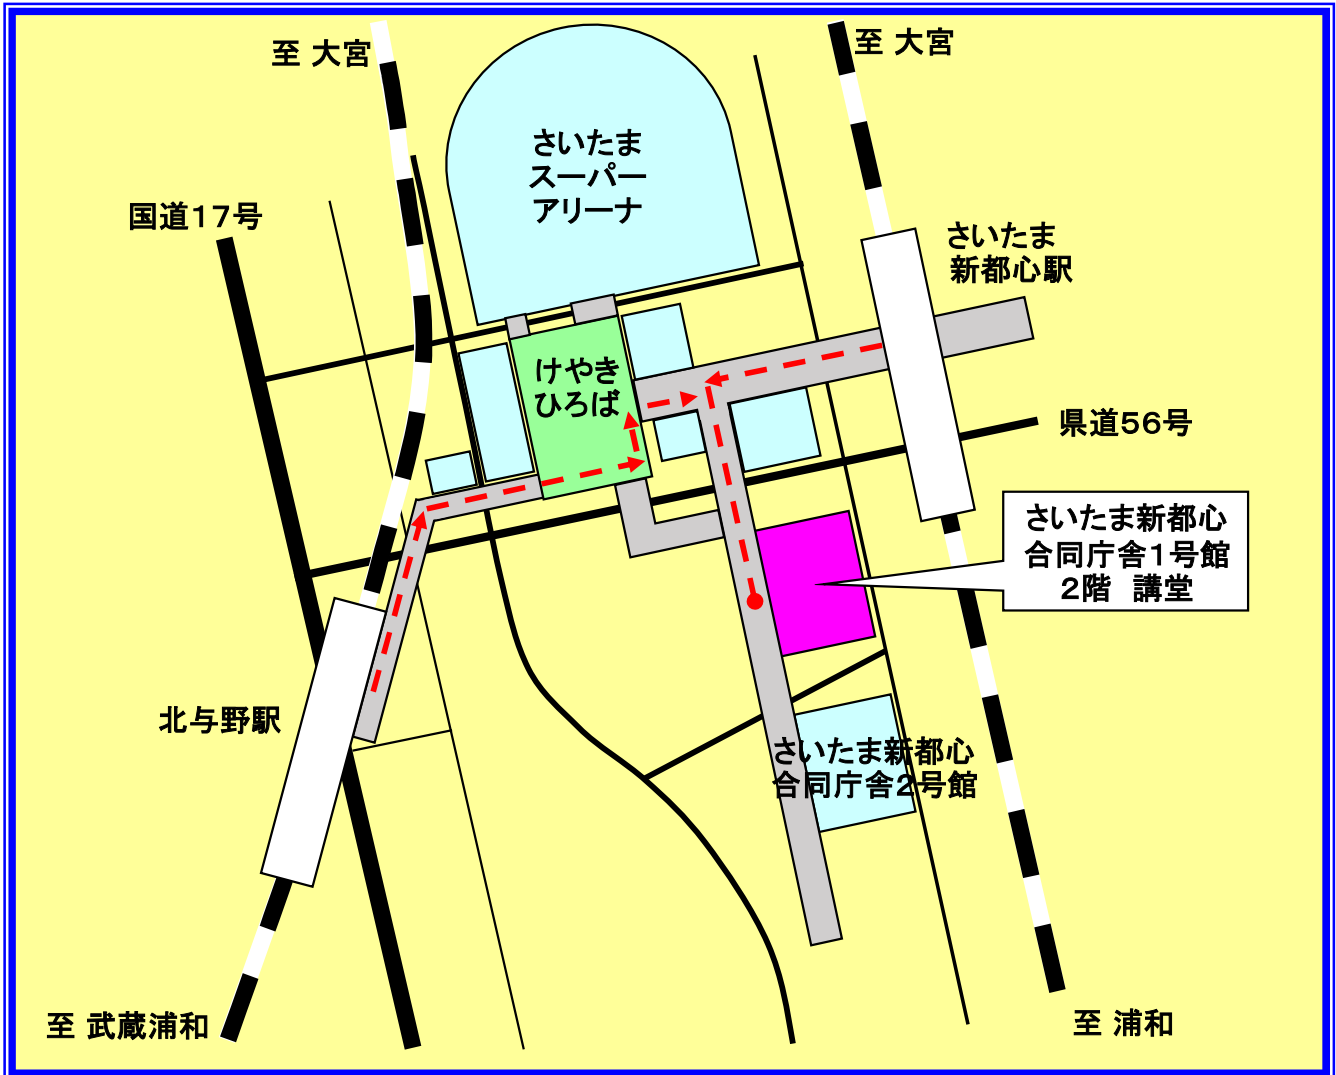 至 大宮
至 大宮
さいたま
スーパー
アリーナ
国道17号
さいたま
新都心駅
けやき
ひろば
県道56号
さいたま新都心
合同庁舎1号館
2階 講堂
北与野駅
さいたま新都心
合同庁舎2号館
至 武蔵浦和
至 浦和